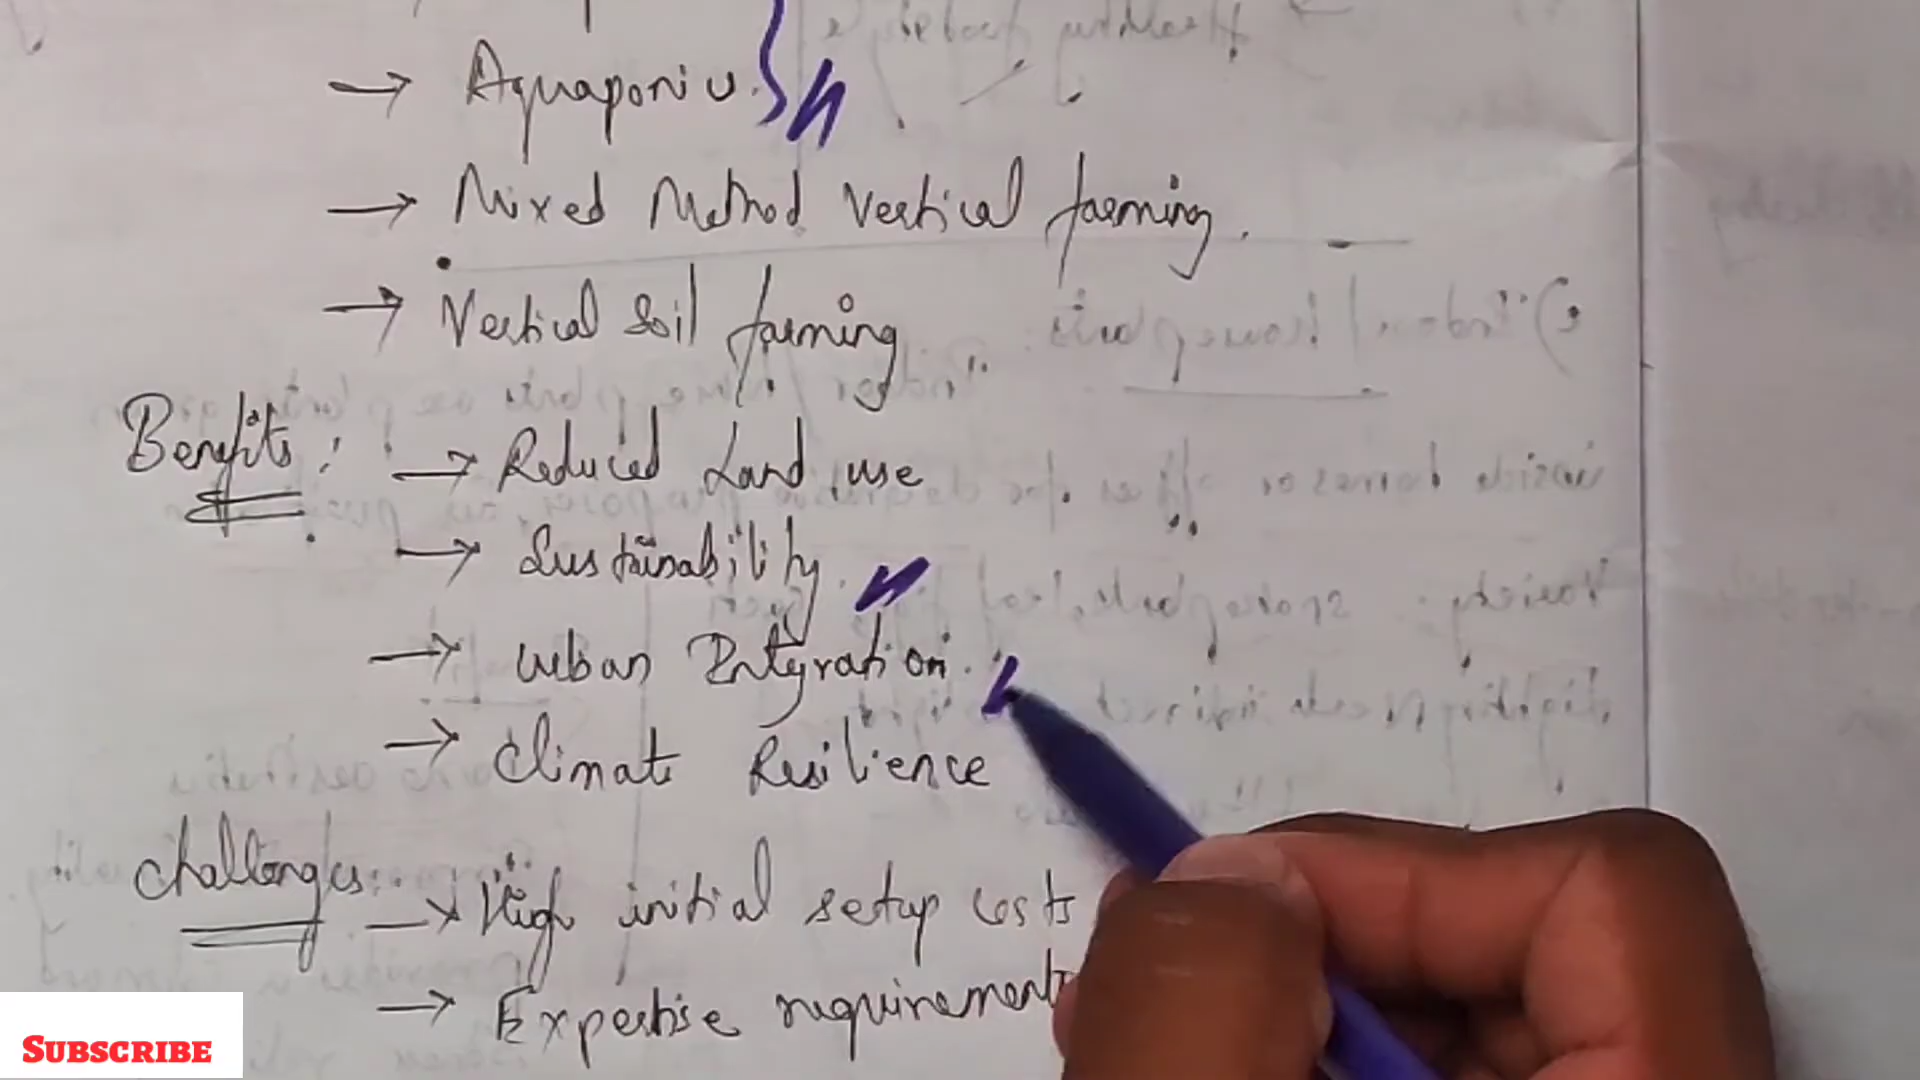 → Aquaponics.
→ Mixed Method Vertical farming.
→ Vertical Soil farming
Benefits: → Reduced Land use
→ Sustainability.
→ Urban Integration.
→ Climate Resilience
Challenges: → High initial setup costs
→ Expertise requirements
SUBSCRIBE